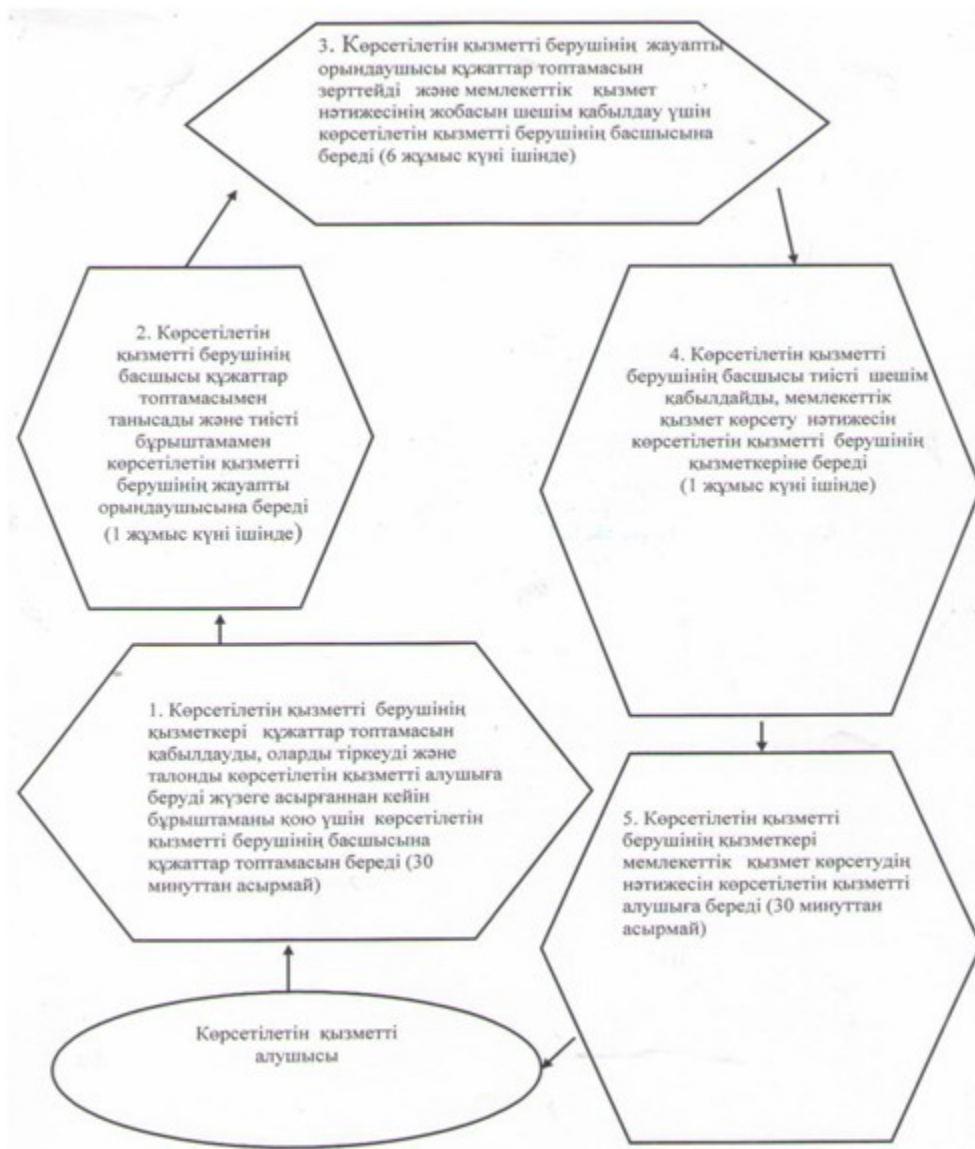 3. Көрсетілетін қызметті берушінің жауапты
орындаушысы құжаттар топтамасын
зерттейді және мемлекеттік қызмет
нәтижесінің жобасын шешім қабылдау үшін
көрсетілетін қызметті берушінің басшысына
береді (6 жұмыс күні ішінде)
2. Көрсетілетін
қызметті берушінің
басшысы құжаттар
топтамасымен
танысады және тиісті
бұрыштамамен
көрсетілетін қызметті
берушінің жауапты
орындаушысына береді
(1 жұмыс күні ішінде)
4. Көрсетілетін қызметті
берушінің басшысы тиісті шешім
қабылдайды, мемлекеттік
қызмет көрсету нәтижесін
көрсетілетін қызметті берушінің
қызметкеріне береді
(1 жұмыс күні ішінде)
1. Көрсетілетін қызметті берушінің
қызметкері құжаттар топтамасын
қабылдауды, оларды тіркеуді және
талонды көрсетілетін қызметті алушыға
беруді жүзеге асырғаннан кейін
бұрыштаманы қою үшін көрсетілетін
қызметті берушінің басшысына
құжаттар топтамасын береді (30
минуттан асырмай)
5. Көрсетілетін қызметті
берушінің қызметкері
мемлекеттік қызмет көрсетудің
нәтижесін көрсетілетін қызметті
алушыға береді (30 минуттан
асырмай)
Көрсетілетін қызметті
алушысы